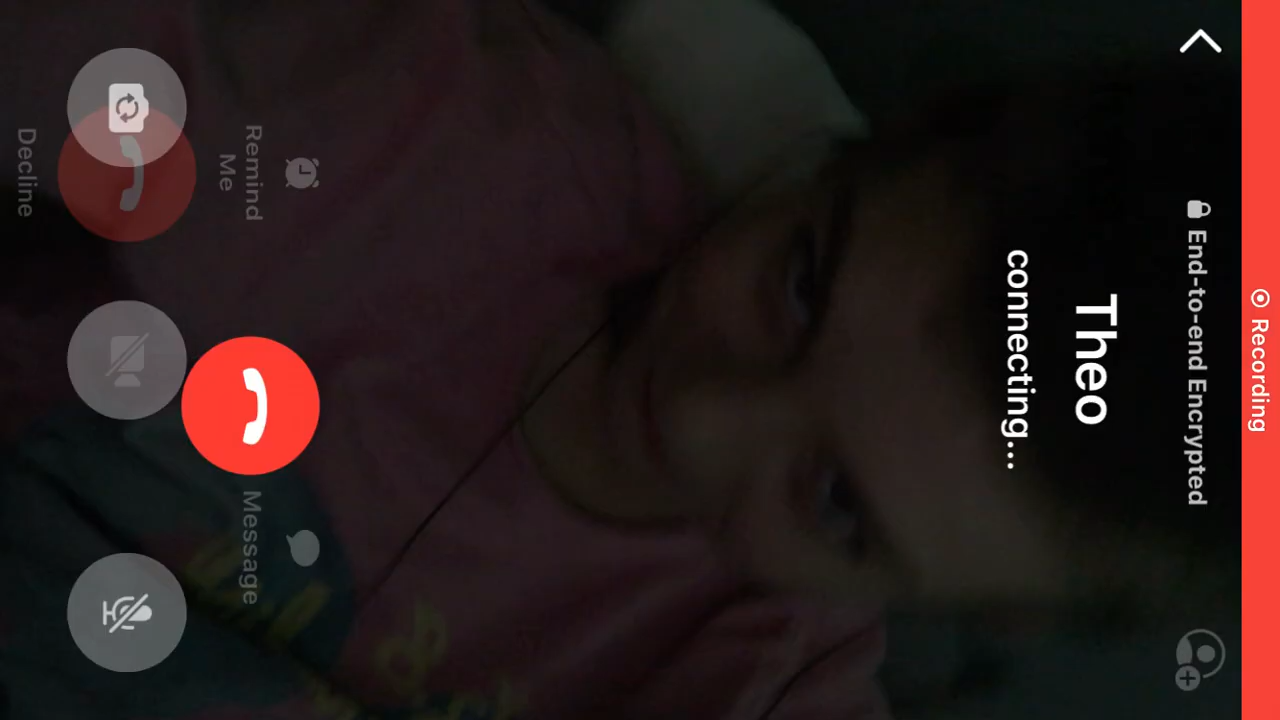 Recording
End-to-end Encrypted
Theo
connecting...
Remind
Me
Message
Decline